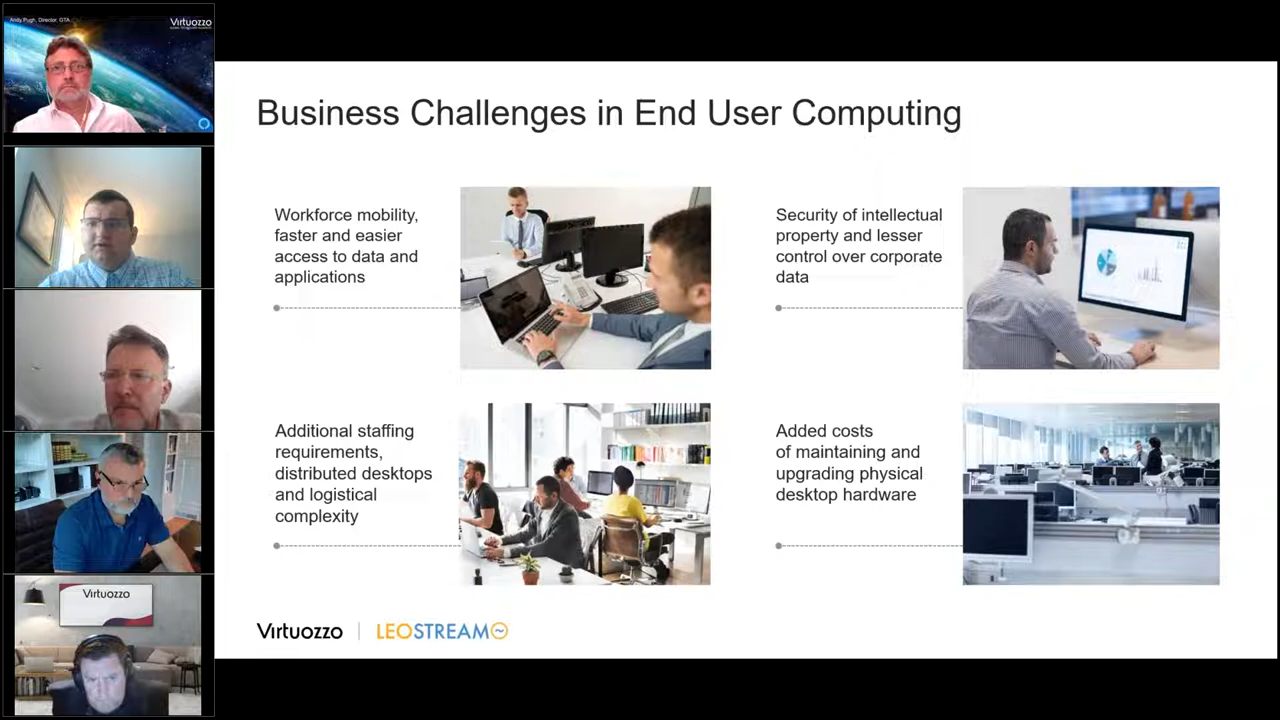 Andy Pugh, Director, GTA
Virtuozzo
Virtuozzo
Business Challenges in End User Computing
Workforce mobility,
faster and easier
access to data and
applications
Security of intellectual
property and lesser
control over corporate
data
Additional staffing
requirements,
distributed desktops
and logistical
complexity
Added costs
of maintaining and
upgrading physical
desktop hardware
Virtuozzo
LEOSTREAM